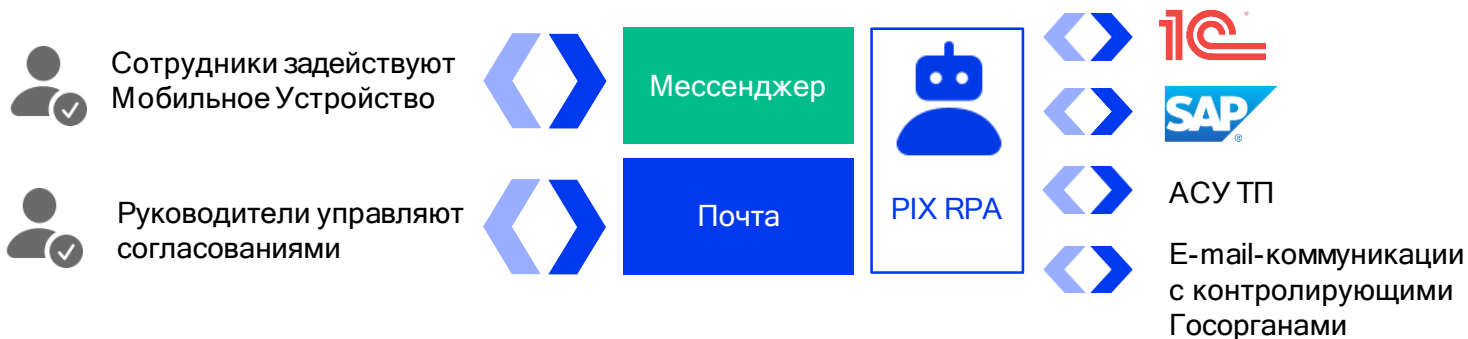 Сотрудники задействуют
Мобильное Устройство
Мессенджер
1С
SAP
®
Руководители управляют
согласованиями
Почта
PIX RPA
АСУ ТП
E-mail-коммуникации
с контролирующими
Госорганами